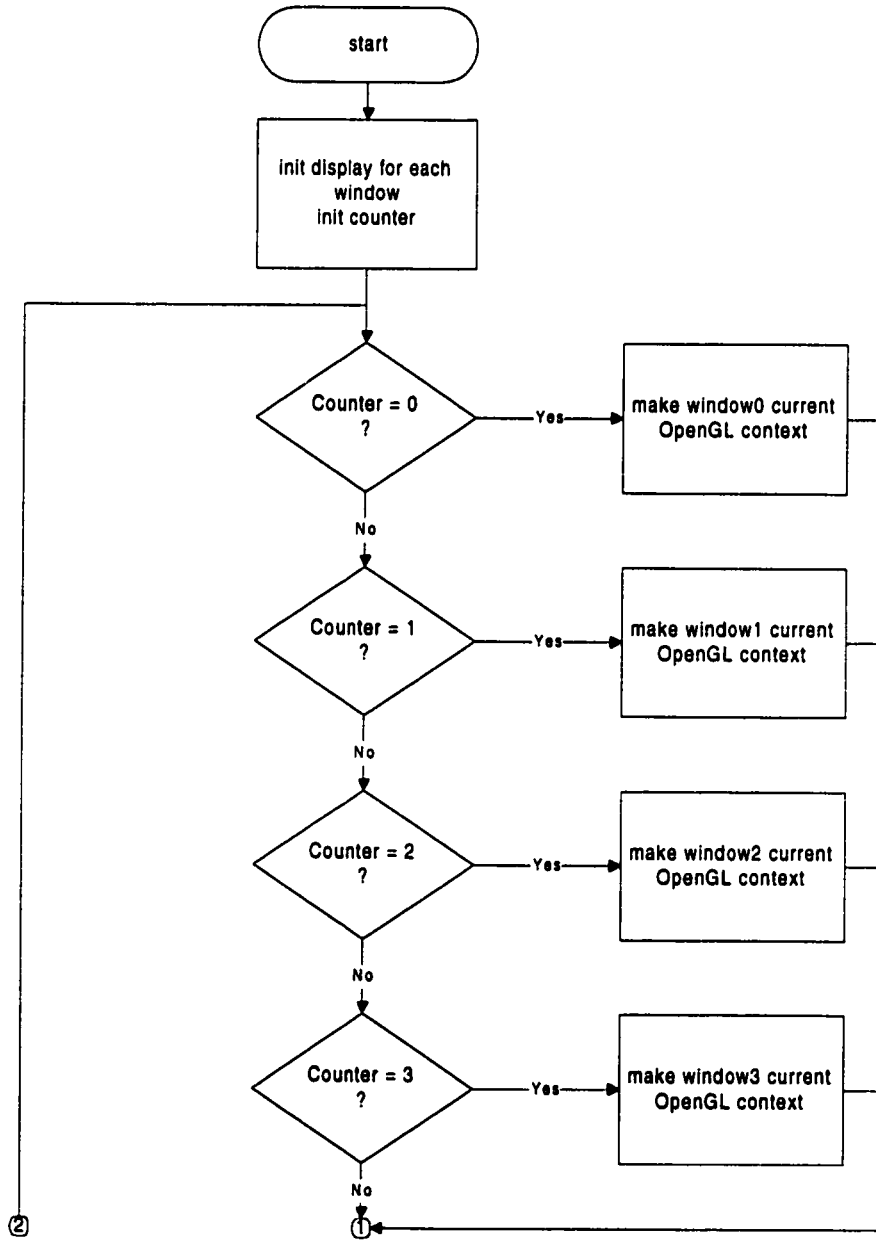 start
init display for each
window
init counter
Counter = 0
?
Yes
make window0 current
OpenGL context
No
Counter = 1
?
Yes
make window1 current
OpenGL context
No
Counter = 2
?
Yes
make window2 current
OpenGL context
No
Counter = 3
?
Yes
make window3 current
OpenGL context
No
2
1